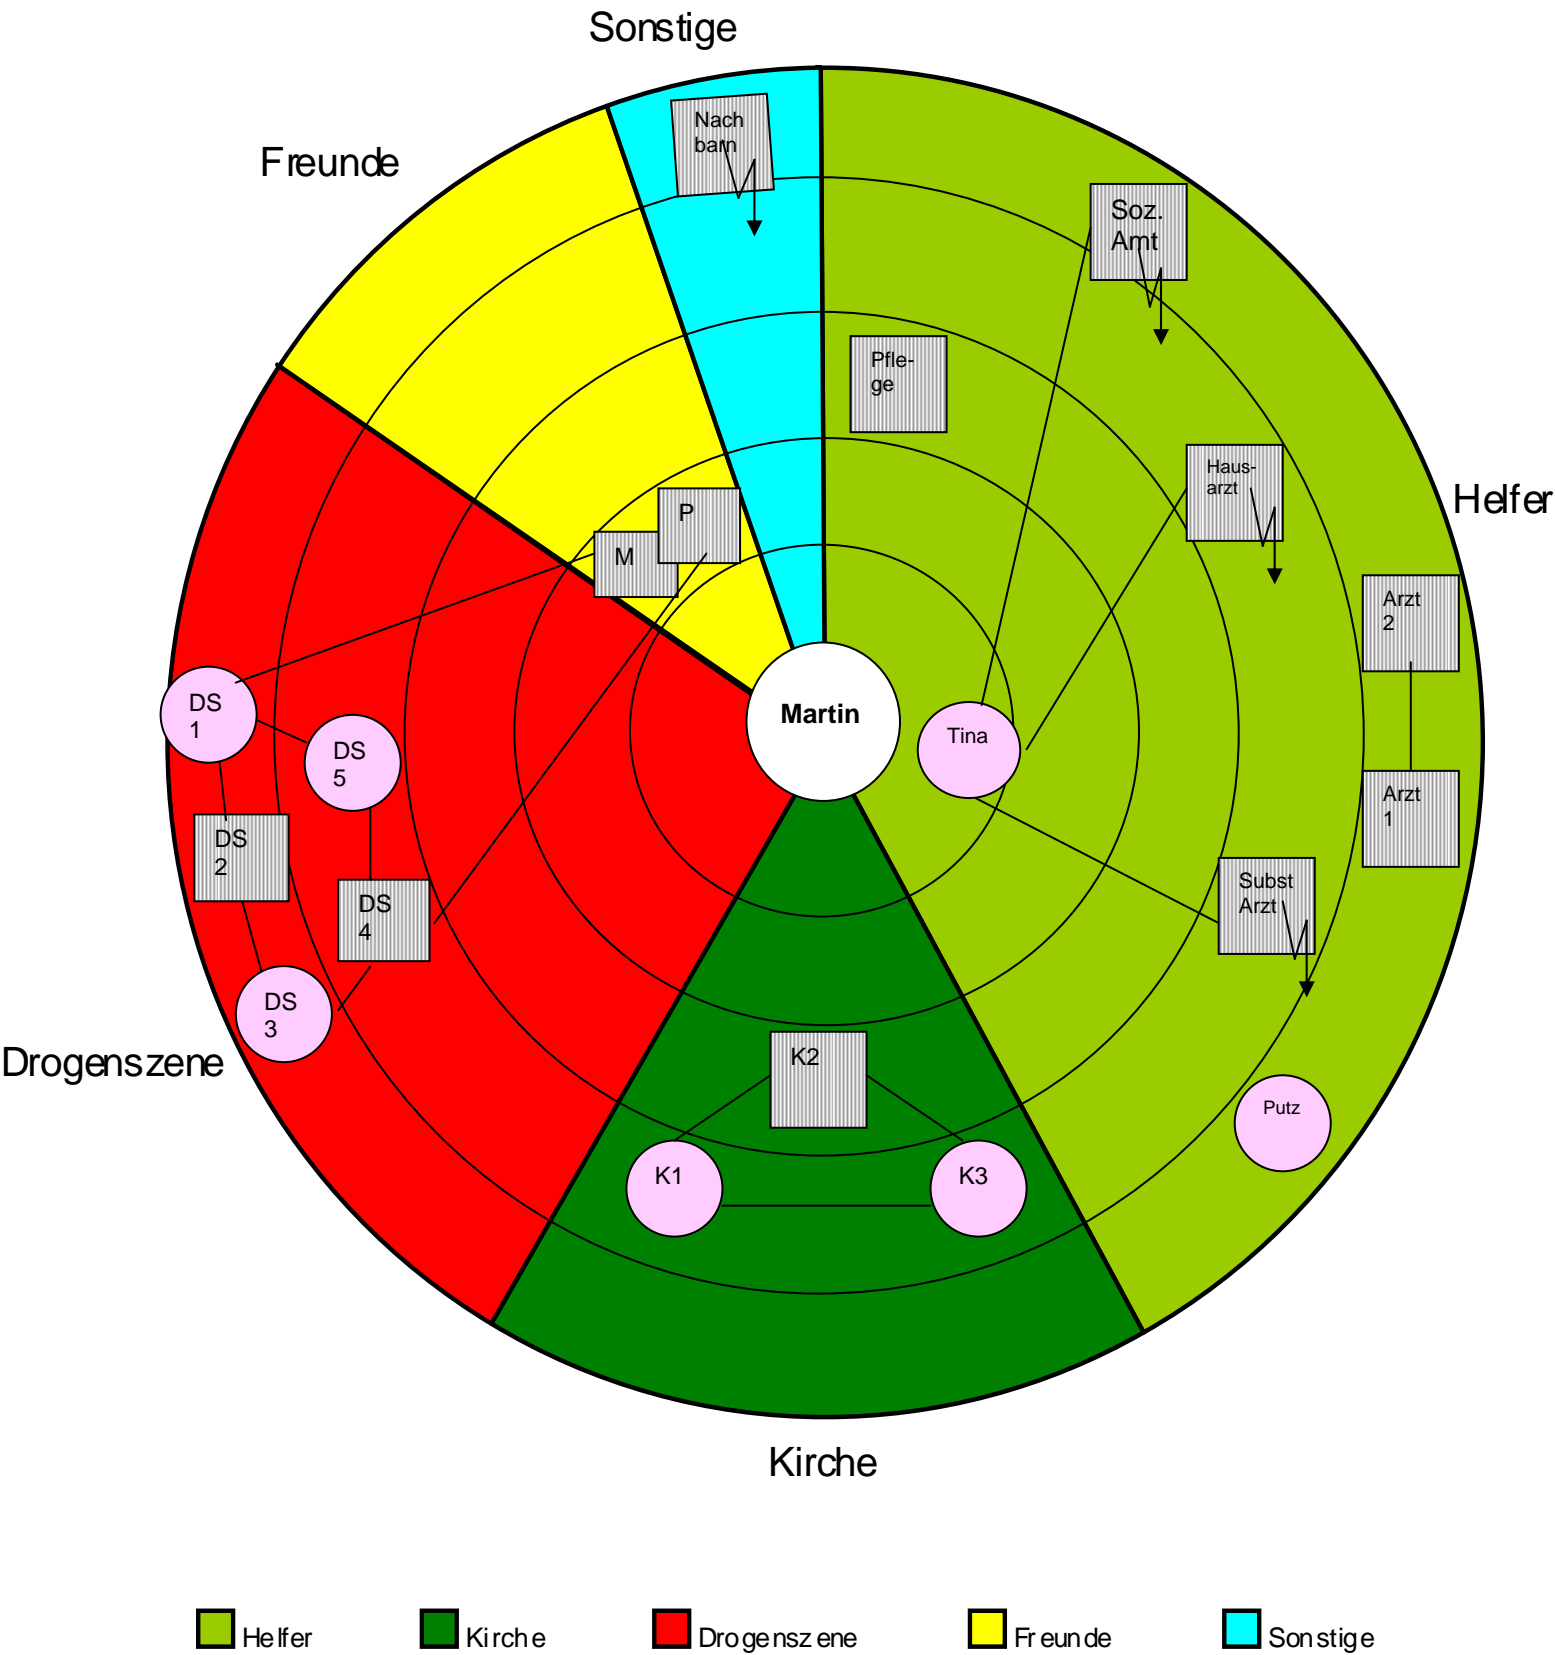 Sonstige
Freunde
Nach
barn
Soz.
Amt
Pfle-
ge
Haus-
arzt
Helfer
P
M
Arzt
2
DS
1
Martin
Tina
DS
5
Arzt
1
DS
2
Subst
Arzt
DS
4
DS
3
Drogenszene
K2
Putz
K1
K3
Kirche
Helfer
Kirche
Drogenszene
Freunde
Sonstige